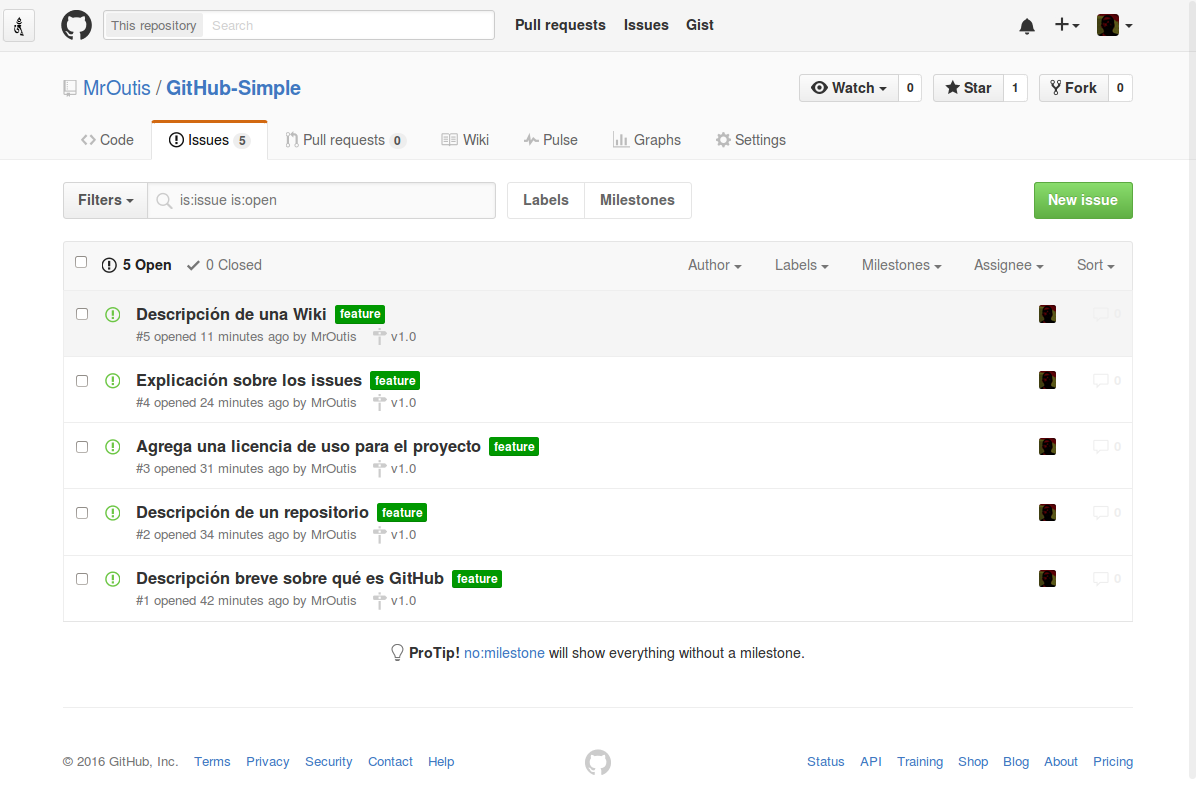 This repository Search Pull requests Issues Gist
MrOutis / GitHub-Simple Watch 0 Star 1 Fork 0
Code Issues 5 Pull requests 0 Wiki Pulse Graphs Settings
Filters is:issue is:open Labels Milestones New issue
5 Open 0 Closed Author Labels Milestones Assignee Sort
Descripción de una Wiki feature 0
#5 opened 11 minutes ago by MrOutis v1.0
Explicación sobre los issues feature 0
#4 opened 24 minutes ago by MrOutis v1.0
Agrega una licencia de uso para el proyecto feature 0
#3 opened 31 minutes ago by MrOutis v1.0
Descripción de un repositorio feature 0
#2 opened 34 minutes ago by MrOutis v1.0
Descripción breve sobre qué es GitHub feature 0
#1 opened 42 minutes ago by MrOutis v1.0
ProTip! no:milestone will show everything without a milestone.
© 2016 GitHub, Inc. Terms Privacy Security Contact Help Status API Training Shop Blog About Pricing